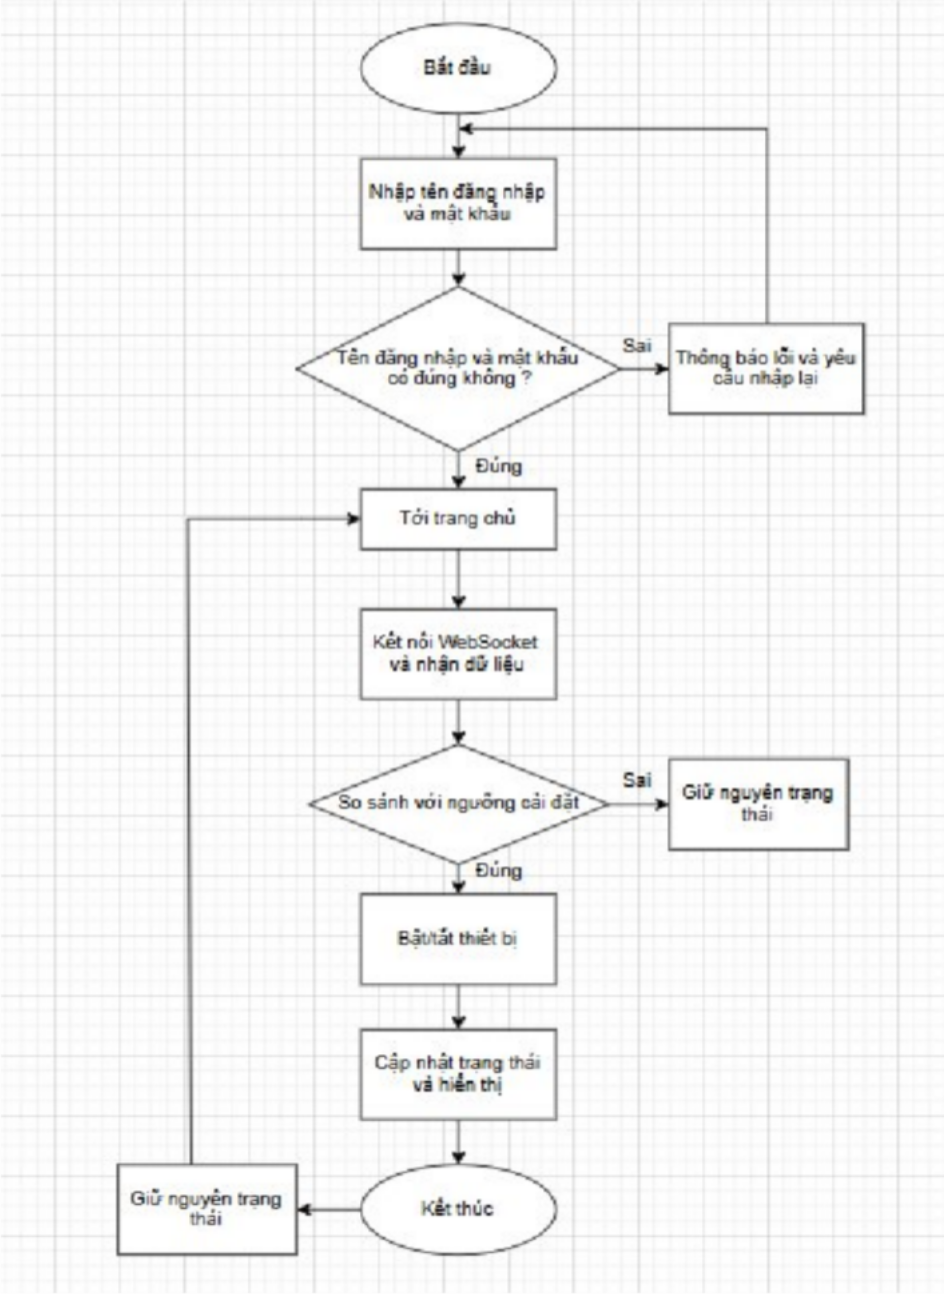 Bắt đầu
Nhập tên đăng nhập
và mật khẩu
Tên đăng nhập và mật khẩu
có đúng không ?
Sai
Thông báo lỗi và yêu
cầu nhập lại
Đúng
Tới trang chủ
Kết nối WebSocket
và nhận dữ liệu
So sánh với ngưỡng cài đặt
Sai
Giữ nguyên trạng
thái
Đúng
Bật/tắt thiết bị
Cập nhật trạng thái
và hiển thị
Giữ nguyên trạng
thái
Kết thúc